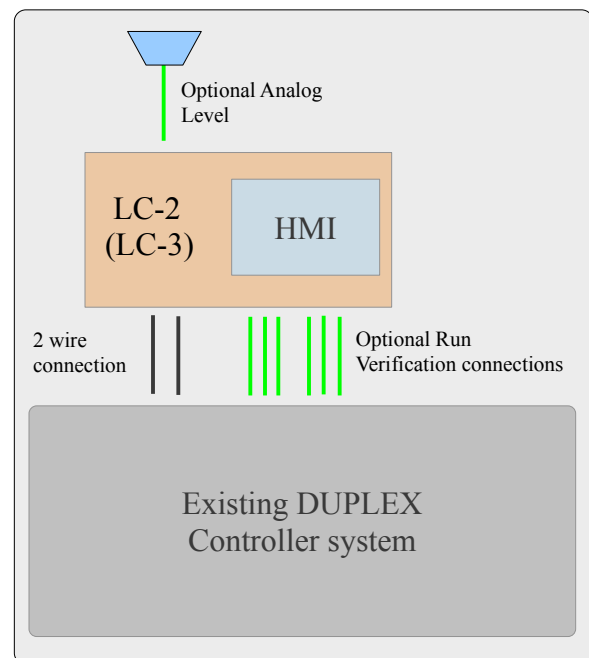 Optional Analog
Level
LC-2
(LC-3)
HMI
2 wire
connection
Optional Run
Verification connections
Existing DUPLEX
Controller system